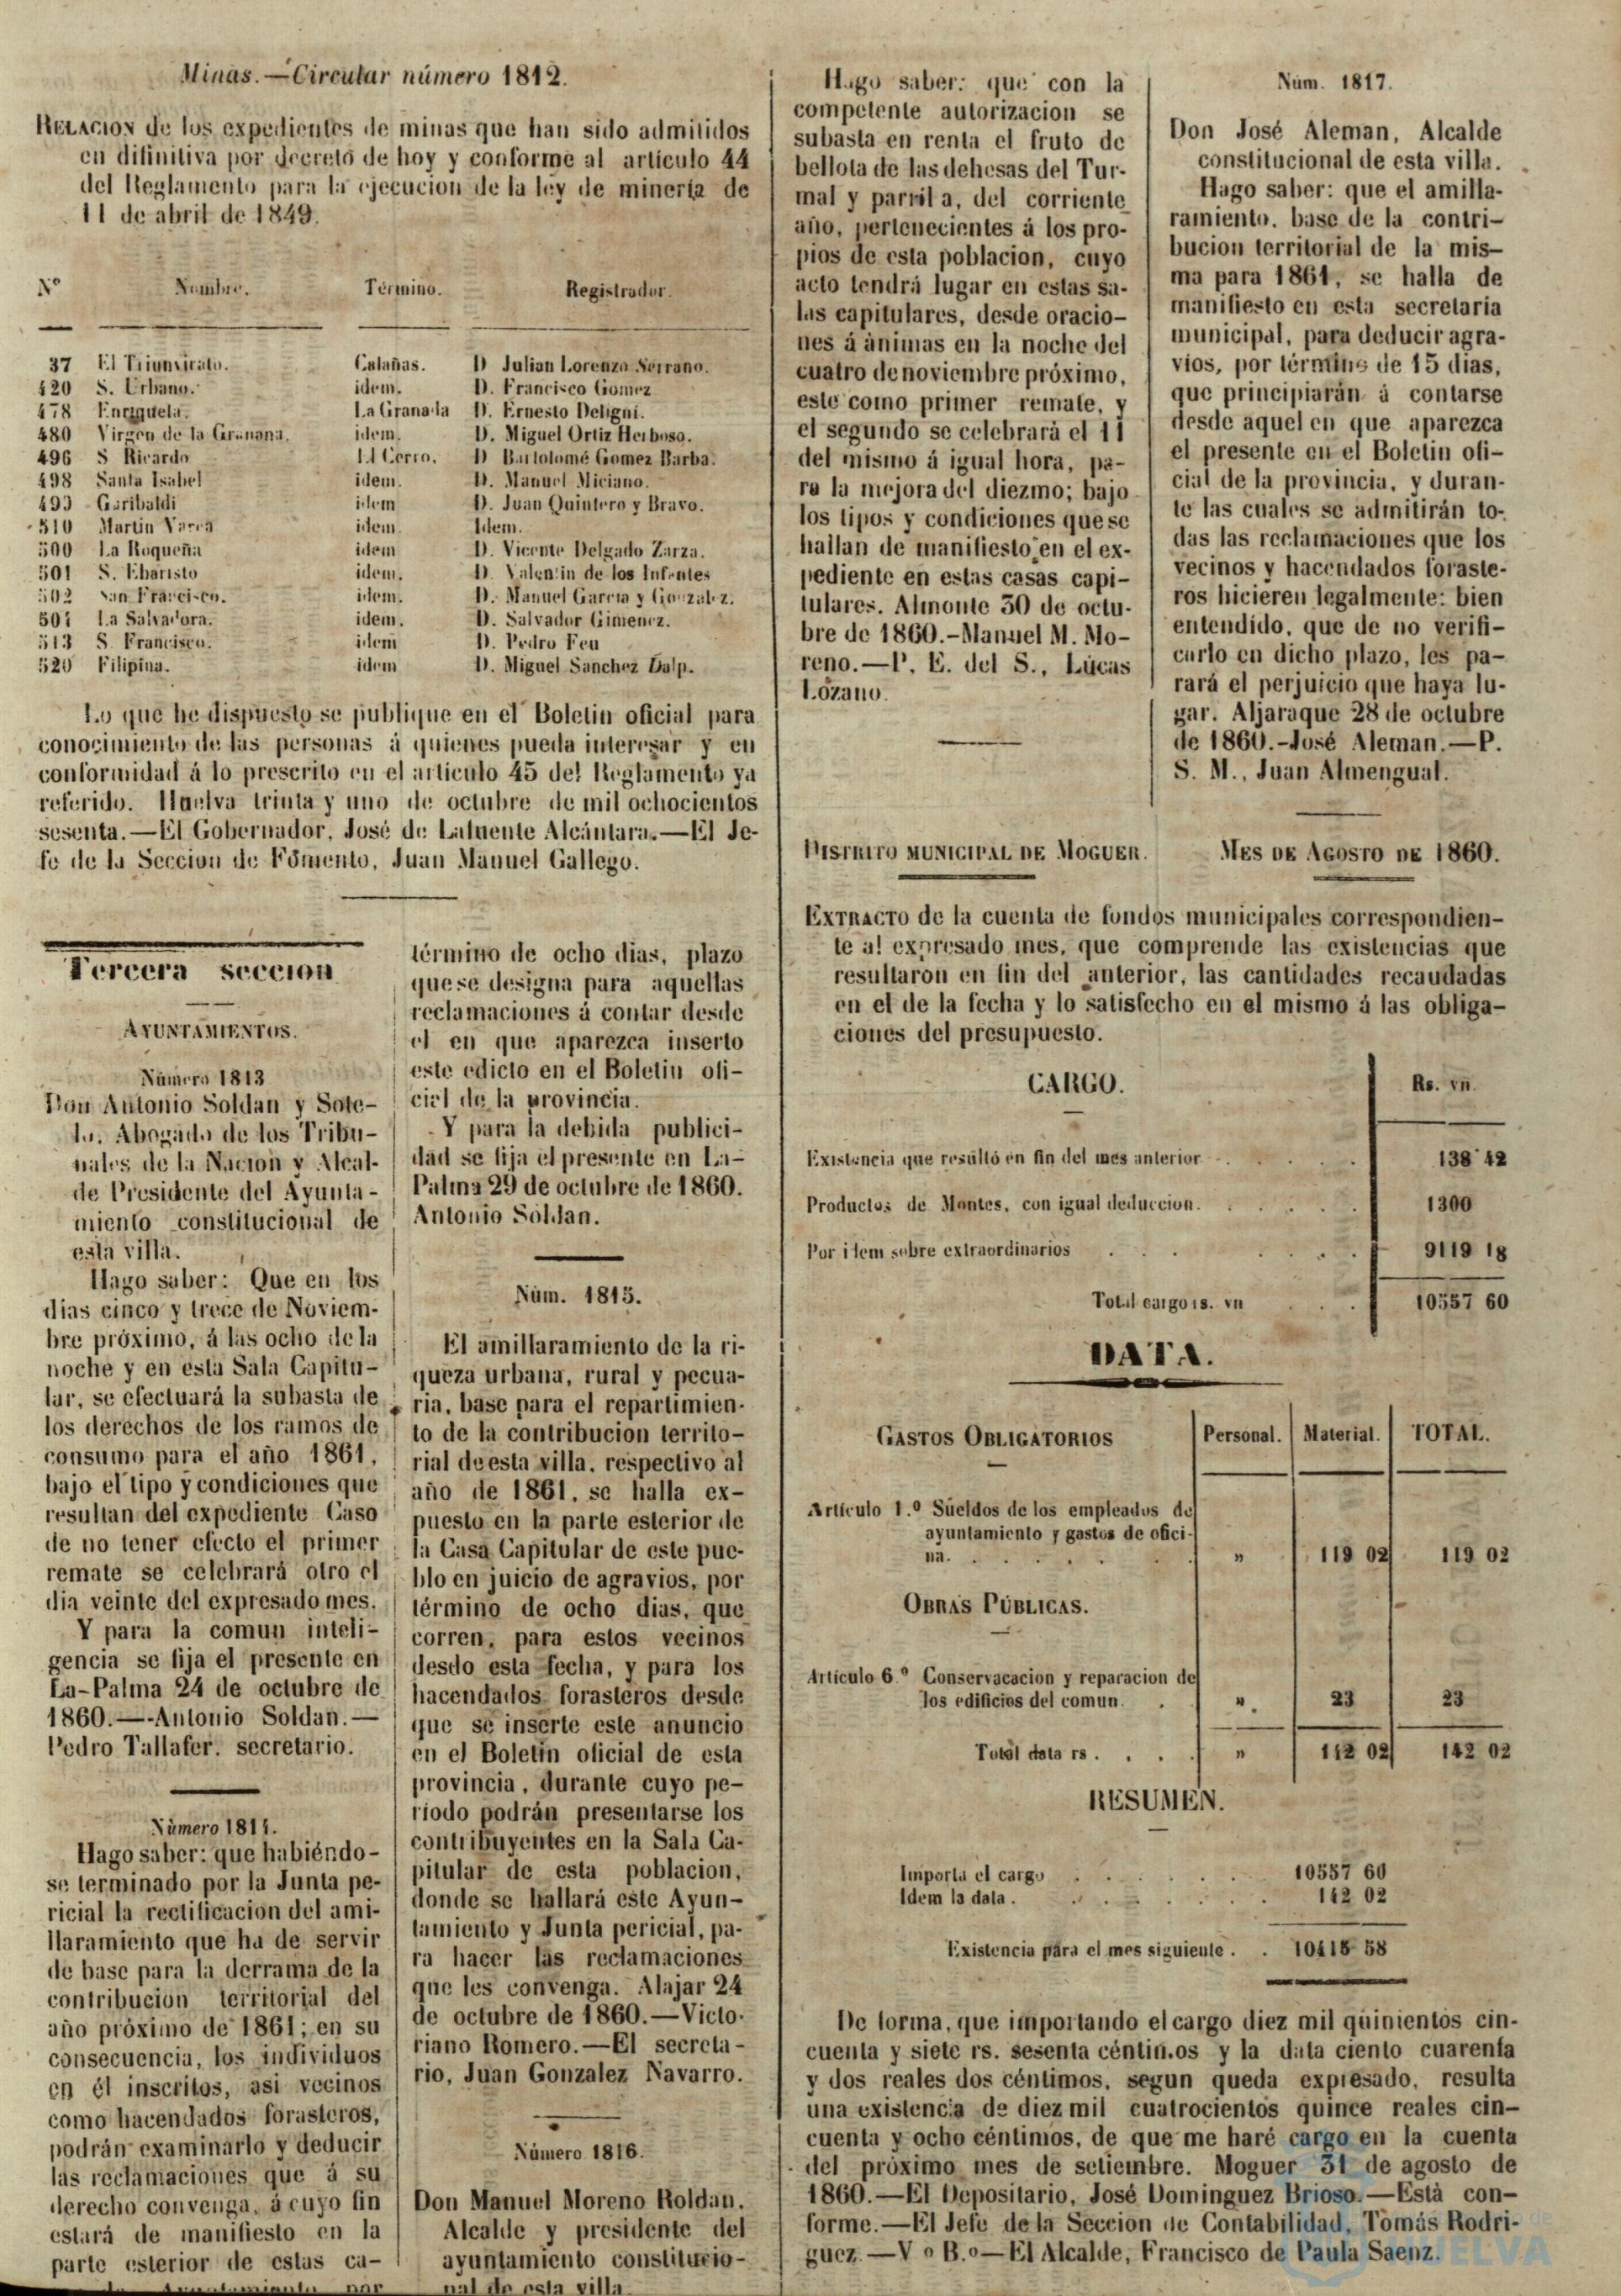 Minas.—Circular número 1812.
RELACION de los expedientes de minas que han sido admitidos
en difinitiva por decreto de hoy y conforme al artículo 44
del Reglamento para la ejecucion de la ley de minería de
11 de abril de 1849.
Nº Nombre. Término. Registrador.
37 El Triunvirato. Calañas. D Julian Lorenzo Serrano.
420 S. Urbano. idem. D. Francisco Gomez
478 Enriqueta. La Granada D. Ernesto Deligni.
480 Virgen de la Granana. idem. D. Miguel Ortiz Herboso.
496 S Ricardo El Cerro. D Bartolomé Gomez Barba.
498 Santa Isabel idem. D. Manuel Miciano.
499 Garibaldi idem D. Juan Quintero y Bravo.
510 Martin Varea idem Idem.
500 La Roqueña idem D. Vicente Delgado Zarza.
501 S. Ebaristo idem. D. Valentin de los Infantes
502 San Francisco. idem. D. Manuel Garcia y Gonzalez.
507 La Salvadora. idem. D. Salvador Gimenez.
513 S Francisco. idem D. Pedro Feu
520 Filipina. idem D. Miguel Sanchez Dalp.
Lo que he dispuesto se publique en el Boletin oficial para
conocimiento de las personas á quienes pueda interesar y en
conformidad á lo prescrito en el artículo 45 del Reglamento ya
referido. Huelva trinta y uno de octubre de mil ochocientos
sesenta.—El Gobernador, José de Lafuente Alcántara.—El Je-
fe de la Seccion de Fomento, Juan Manuel Gallego.
Tercera seccion
AYUNTAMIENTOS.
Número 1813
Don Antonio Soldan y Sote-
lo, Abogado de los Tribu-
nales de la Nacion y Alcal-
de Presidente del Ayunta-
miento constitucional de
esta villa.
Hago saber: Que en los
dias cinco y trece de Noviem-
bre próximo, á las ocho de la
noche y en esta Sala Capitu-
lar, se efectuará la subasta de
los derechos de los ramos de
consumo para el año 1861,
bajo el tipo y condiciones que
resultan del expediente Caso
de no tener efecto el primer
remate se celebrará otro el
dia veinte del expresado mes.
Y para la comun inteli-
gencia se fija el presente en
La-Palma 24 de octubre de
1860.—-Antonio Soldan.—
Pedro Tallafer. secretario.
Número 1814.
Hago saber: que habiéndo-
se terminado por la Junta pe-
ricial la rectificacion del ami-
llaramiento que ha de servir
de base para la derrama de la
contribucion territorial del
año próximo de 1861; en su
consecuencia, los individuos
en él inscritos, asi vecinos
como hacendados forasteros,
podrán examinarlo y deducir
las reclamaciones que á su
derecho convenga, á cuyo fin
estará de manifiesto en la
parte esterior de estas ca-
Ayuntamiento por
término de ocho dias, plazo
que se designa para aquellas
reclamaciones á contar desde
el en que aparezca inserto
este edicto en el Boletin ofi-
ciel de la provincia.
Y para la debida publici-
dad se fija el presente en La-
Palma 29 de octubre de 1860.
Antonio Soldan.
Núm. 1815.
El amillaramiento de la ri-
queza urbana, rural y pecua-
ria, base para el repartimien-
to de la contribucion territo-
rial de esta villa, respectivo al
año de 1861, se halla ex-
puesto en la parte esterior de
la Casa Capitular de este pue-
blo en juicio de agravios, por
término de ocho dias, que
corren, para estos vecinos
desdo esta fecha, y para los
hacendados forasteros desde
que se inserte este anuncio
en el Boletin oficial de esta
provincia, durante cuyo pe-
ríodo podrán presentarse los
contribuyentes en la Sala Ca-
pitular de esta poblacion,
donde se hallará este Ayun-
tamiento y Junta pericial, pa-
ra hacer las reclamaciones
que les convenga. Alajar 24
de octubre de 1860.—Victo-
riano Romero.—El secreta-
rio, Juan Gonzalez Navarro.
Número 1816.
Don Manuel Moreno Roldan,
Alcalde y presidente del
ayuntamiento constitucio-
nal de esta villa.
Hago saber: que con la
competente autorizacion se
subasta en renta el fruto de
bellota de las dehesas del Tur-
mal y parrila, del corriente
año, pertenecientes á los pro-
pios de esta poblacion, cuyo
acto tendrá lugar en estas sa-
las capitulares, desde oracio-
nes á ànimas en la noche del
cuatro de noviembre próximo,
este como primer remate, y
el segundo se celebrará el 11
del mismo á igual hora, pa-
ra la mejora del diezmo; bajo
los tipos y condiciones que se
hallan de manifiesto en el ex-
pediente en estas casas capi-
tulares. Almonte 30 de octu-
bre de 1860.-Manuel M. Mo-
reno.—P. E. del S., Lúcas
Lozano.
Núm. 1817.
Don José Aleman, Alcalde
constitucional de esta villa.
Hago saber: que el amilla-
ramiento, base de la contri-
bucion territorial de la mis-
ma para 1861, se halla de
manifiesto en esta secretaria
municipal, para deducir agra-
vios, por término de 15 dias,
que principiarán á contarse
desde aquel en que aparezca
el presente en el Boletin ofi-
cial de la provincia, y duran-
te las cuales se admitirán to-
das las reclamaciones que los
vecinos y hacendados foraste-
ros hicieren legalmente: bien
entendido, que de no verifi-
carlo en dicho plazo, les pa-
rará el perjuicio que haya lu-
gar. Aljaraque 28 de octubre
de 1860.-José Aleman.—P.
S. M., Juan Almengual.
DISTRITO MUNICIPAL DE MOGUER. MES DE AGOSTO DE 1860.
EXTRACTO de la cuenta de fondos municipales correspondien-
te al expresado mes, que comprende las existencias que
resultaron en fin del anterior, las cantidades recaudadas
en el de la fecha y lo satisfecho en el mismo á las obliga-
ciones del presupuesto.
CARGO. Rs. vn.
Existencia que resultó en fin del mes anterior . . . . 138 42
Productos de Montes, con igual deduccion. . . . . . 1300
Por idem sobre extraordinarios . . . . . . . 9119 18
Total cargo rs. vn . . . 10557 60
DATA.
GASTOS OBLIGATORIOS Personal. Material. TOTAL.
Artículo 1.º Sueldos de los empleados de
ayuntamiento y gastos de ofici-
na. . . . . . . . » 119 02 119 02
OBRAS PÚBLICAS.
Artículo 6º Conservacacion y reparacion de
los edificios del comun. . » 23 23
Total data rs . . . . » 142 02 142 02
RESUMEN.
Importa el cargo . . . . . . 10557 60
Idem la data . . . . . . . 142 02
Existencia para el mes siguiente . . 10415 58
De forma, que importando el cargo diez mil quinientos cin-
cuenta y siete rs. sesenta céntimos y la data ciento cuarenta
y dos reales dos céntimos, segun queda expresado, resulta
una existencia de diez mil cuatrocientos quince reales cin-
cuenta y ocho céntimos, de que me haré cargo en la cuenta
del próximo mes de setiembre. Moguer 31 de agosto de
1860.—El Depositario, José Dominguez Brioso.—Está con-
forme.—El Jefe de la Seccion de Contabilidad, Tomás Rodri-
guez.—V º B.º—El Alcalde, Francisco de Paula Saenz.